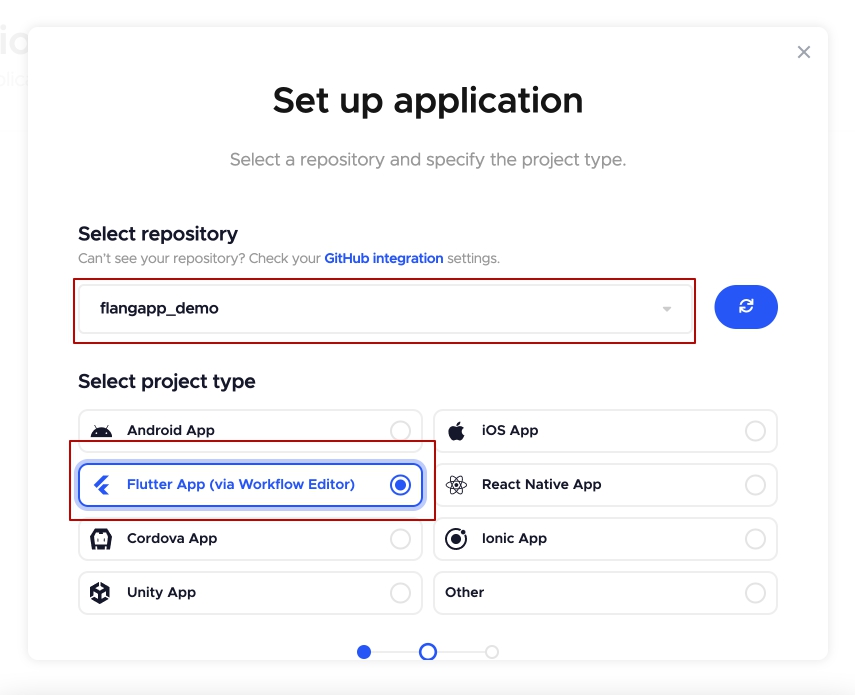 Set up application
Select a repository and specify the project type.
Select repository
Can't see your repository? Check your GitHub integration settings.
flangapp_demo
Select project type
Android App
iOS App
Flutter App (via Workflow Editor)
React Native App
Cordova App
Ionic App
Unity App
Other